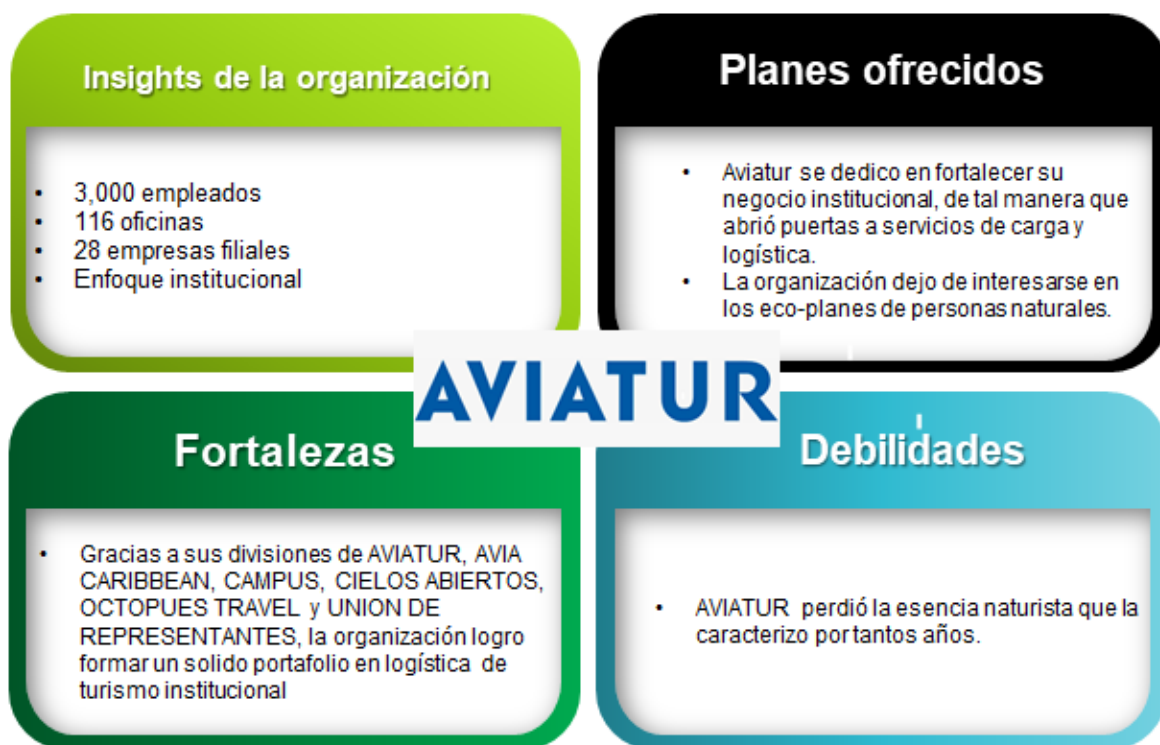 Insights de la organización
• 3,000 empleados
• 116 oficinas
• 28 empresas filiales
• Enfoque institucional
Planes ofrecidos
• Aviatur se dedico en fortalecer su
negocio institucional, de tal manera que
abrió puertas a servicios de carga y
logística.
• La organización dejo de interesarse en
los eco-planes de personas naturales.
AVIATUR
Fortalezas
• Gracias a sus divisiones de AVIATUR, AVIA
CARIBBEAN, CAMPUS, CIELOS ABIERTOS,
OCTOPUES TRAVEL y UNION DE
REPRESENTANTES, la organización logro
formar un solido portafolio en logística de
turismo institucional
Debilidades
• AVIATUR perdió la esencia naturista que la
caracterizo por tantos años.